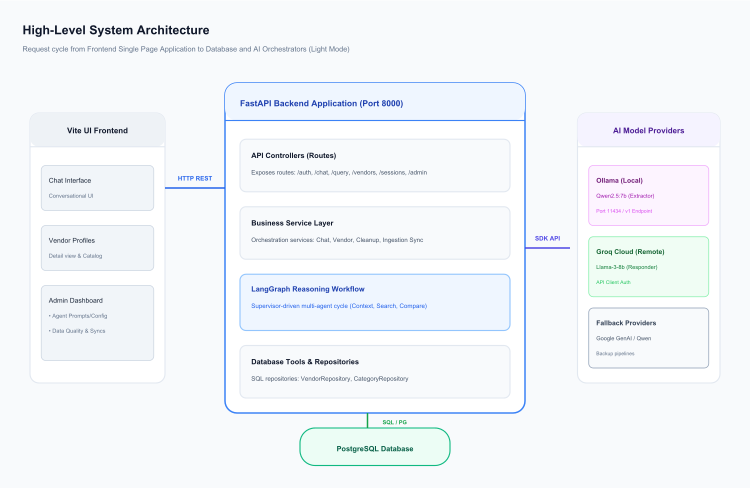 High-Level System Architecture
Request cycle from Frontend Single Page Application to Database and AI Orchestrators (Light Mode)
Vite UI Frontend
Chat Interface
Conversational UI
Vendor Profiles
Detail view & Catalog
Admin Dashboard
• Agent Prompts/Config
• Data Quality & Syncs
HTTP REST
FastAPI Backend Application (Port 8000)
API Controllers (Routes)
Exposes routes: /auth, /chat, /query, /vendors, /sessions, /admin
Business Service Layer
Orchestration services: Chat, Vendor, Cleanup, Ingestion Sync
LangGraph Reasoning Workflow
Supervisor-driven multi-agent cycle (Context, Search, Compare)
Database Tools & Repositories
SQL repositories: VendorRepository, CategoryRepository
SDK API
AI Model Providers
Ollama (Local)
Qwen2.5:7b (Extractor)
Port 11434 / v1 Endpoint
Groq Cloud (Remote)
Llama-3-8b (Responder)
API Client Auth
Fallback Providers
Google GenAI / Qwen
Backup pipelines
SQL / PG
PostgreSQL Database